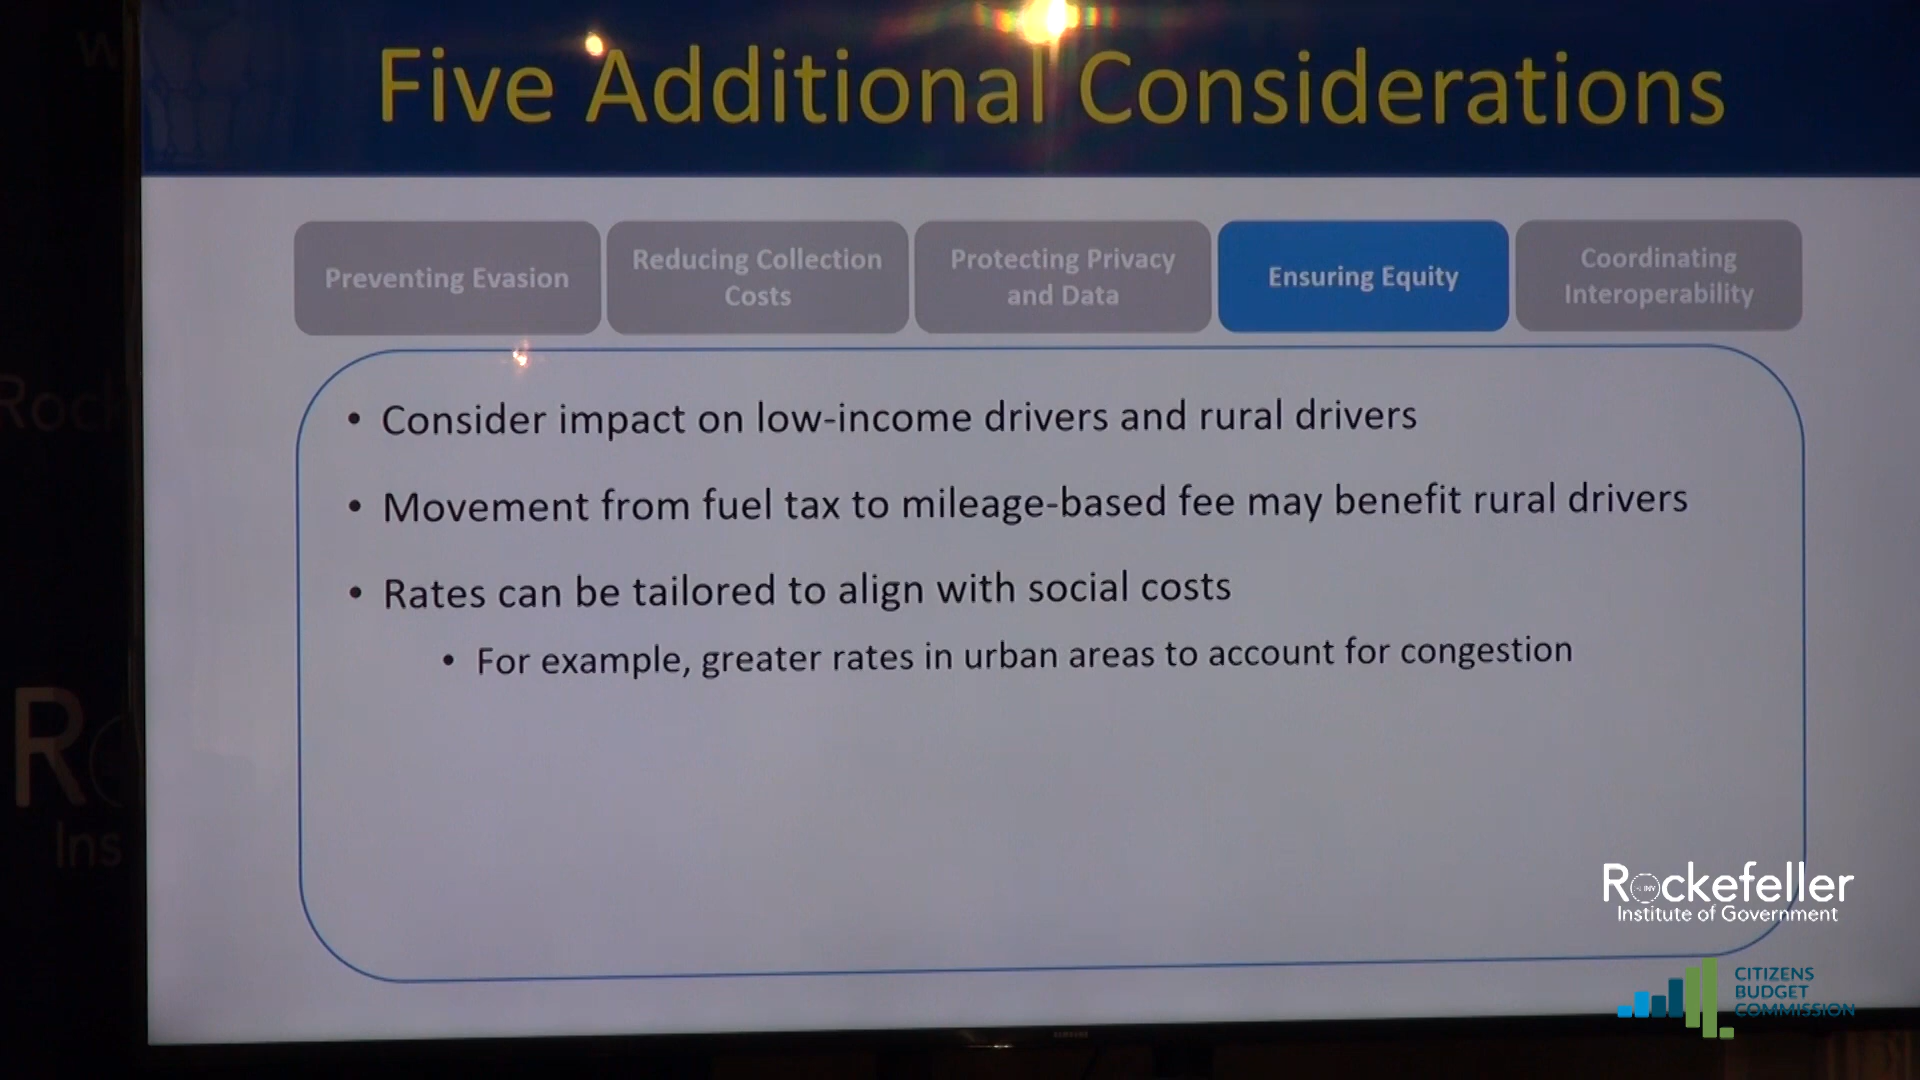 Five Additional Considerations
Preventing Evasion
Reducing Collection
Costs
Protecting Privacy
and Data
Ensuring Equity
Coordinating
Interoperability
• Consider impact on low-income drivers and rural drivers
• Movement from fuel tax to mileage-based fee may benefit rural drivers
• Rates can be tailored to align with social costs
• For example, greater rates in urban areas to account for congestion
Rockefeller
Institute of Government
CITIZENS
BUDGET
COMMISSION
SAMSUNG
Rock
R
Ins